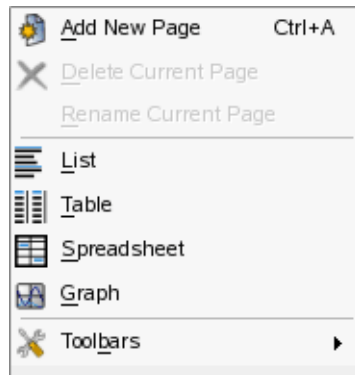 Add New Page Ctrl+A
Delete Current Page
Rename Current Page
List
Table
Spreadsheet
Graph
Toolbars